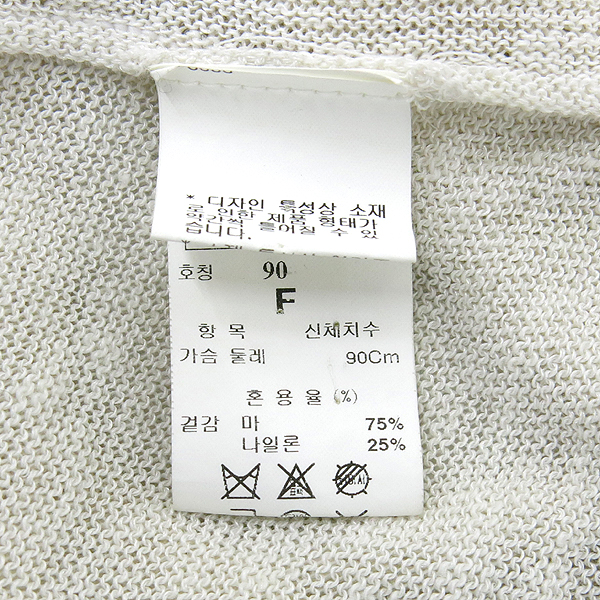 * 디자인 특성상 소재
로 인한 제품 형태가
약간씩 틀어질 수 있
습니다.
호칭 90
F
항 목 신체치수
가슴 둘레 90Cm
혼 용 율 (%)
겉감 마 75%
나일론 25%
표백